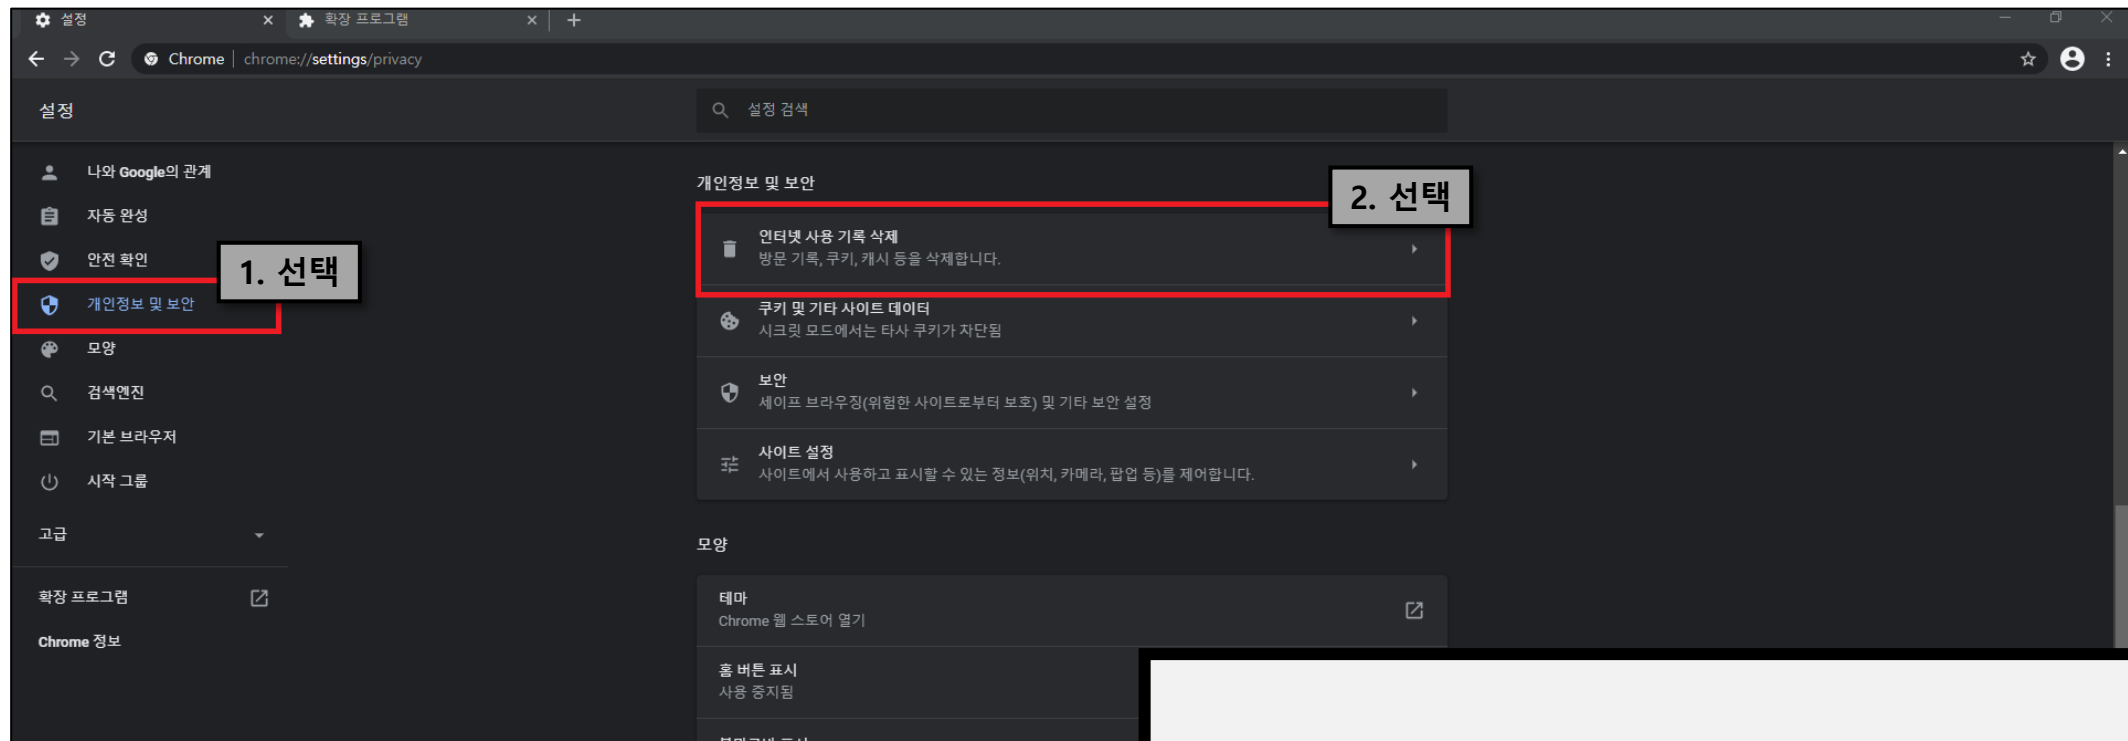 설정
확장 프로그램
Chrome chrome://settings/privacy
설정
설정 검색
나와 Google의 관계
자동 완성
안전 확인
1. 선택
개인정보 및 보안
모양
검색엔진
기본 브라우저
시작 그룹
고급
확장 프로그램
Chrome 정보
개인정보 및 보안
2. 선택
인터넷 사용 기록 삭제
방문 기록, 쿠키, 캐시 등을 삭제합니다.
쿠키 및 기타 사이트 데이터
시크릿 모드에서는 타사 쿠키가 차단됨
보안
세이프 브라우징(위험한 사이트로부터 보호) 및 기타 보안 설정
사이트 설정
사이트에서 사용하고 표시할 수 있는 정보(위치, 카메라, 팝업 등)를 제어합니다.
모양
테마
Chrome 웹 스토어 열기
홈 버튼 표시
사용 중지됨